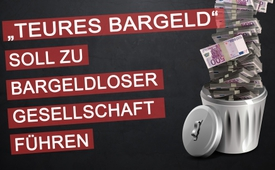 „TEURES BARGELD“
SOLL ZU
BARGELDLOSER
GESELLSCHAFT
FÜHREN